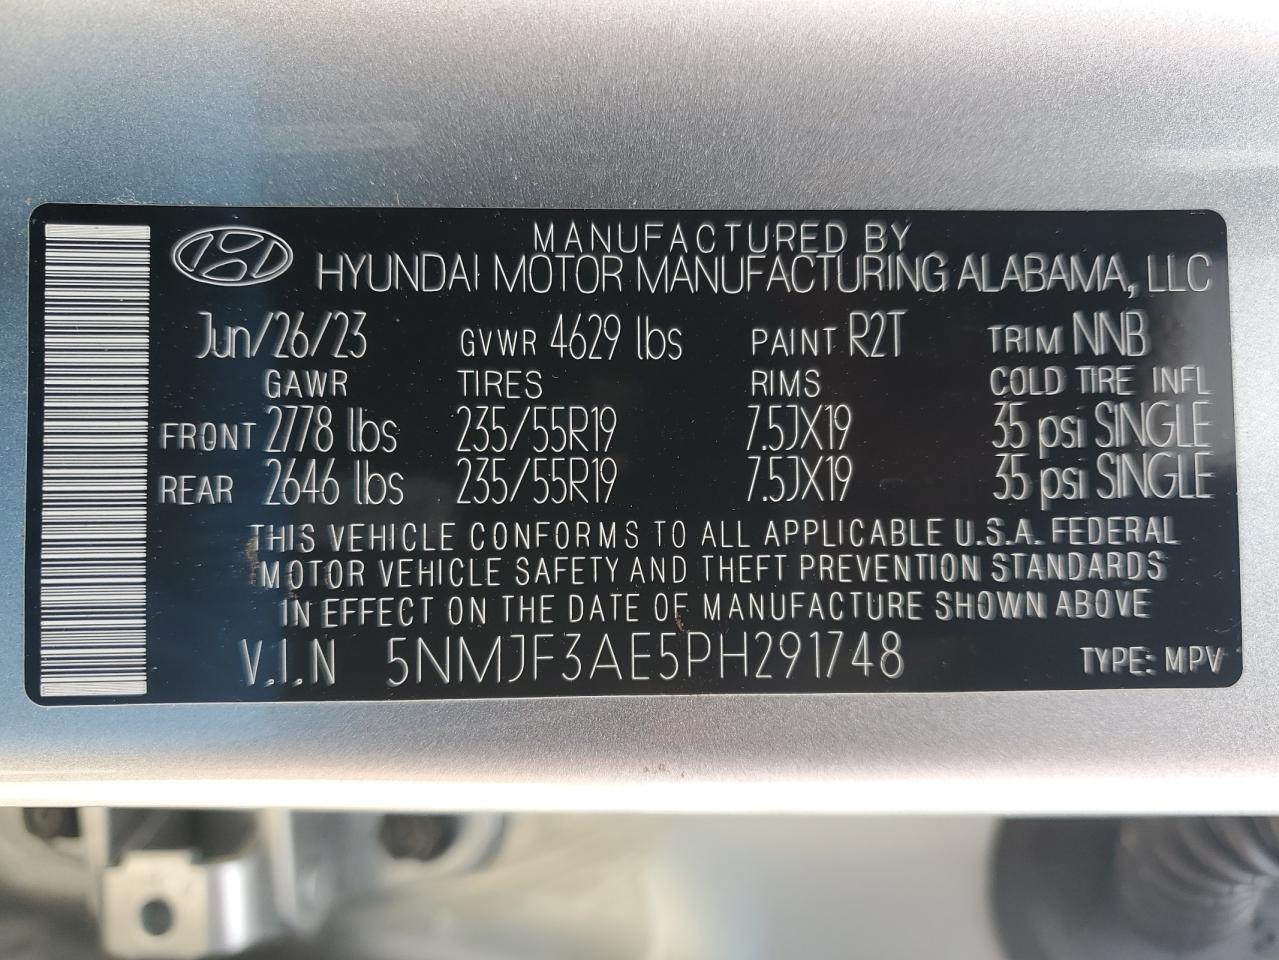 MANUFACTURED BY
HYUNDAI MOTOR MANUFACTURING ALABAMA, LLC
Jun/26/23 GVWR 4629 lbs PAINT R2T TRIM NNB
GAWR TIRES RIMS COLD TIRE INFL
FRONT 2778 lbs 235/55R19 7.5JX19 35 psi SINGLE
REAR 2646 lbs 235/55R19 7.5JX19 35 psi SINGLE
THIS VEHICLE CONFORMS TO ALL APPLICABLE U.S.A. FEDERAL
MOTOR VEHICLE SAFETY AND THEFT PREVENTION STANDARDS
IN EFFECT ON THE DATE OF MANUFACTURE SHOWN ABOVE
V.I.N 5NMJF3AE5PH291748 TYPE: MPV